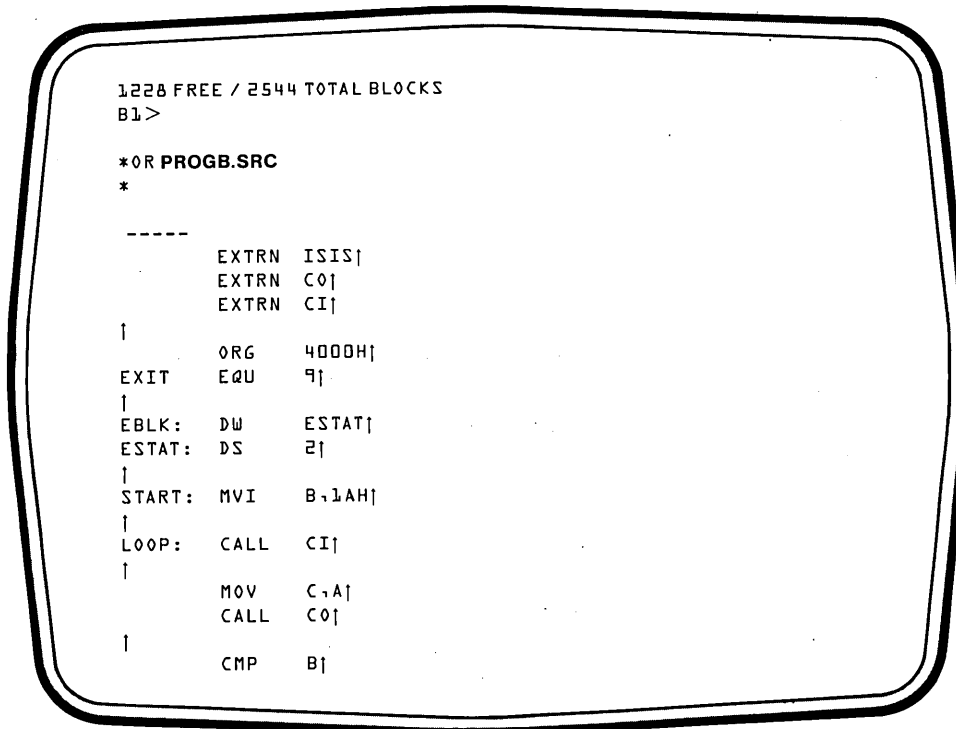 1228 FREE / 2544 TOTAL BLOCKS
B1>
*OR PROGB.SRC
*
-----
EXTRN ISIS↑
EXTRN CO↑
EXTRN CI↑
↑
ORG 4000H↑
EXIT EQU 9↑
↑
EBLK: DW ESTAT↑
ESTAT: DS 2↑
↑
START: MVI B,1AH↑
↑
LOOP: CALL CI↑
↑
MOV C,A↑
CALL CO↑
↑
CMP B↑